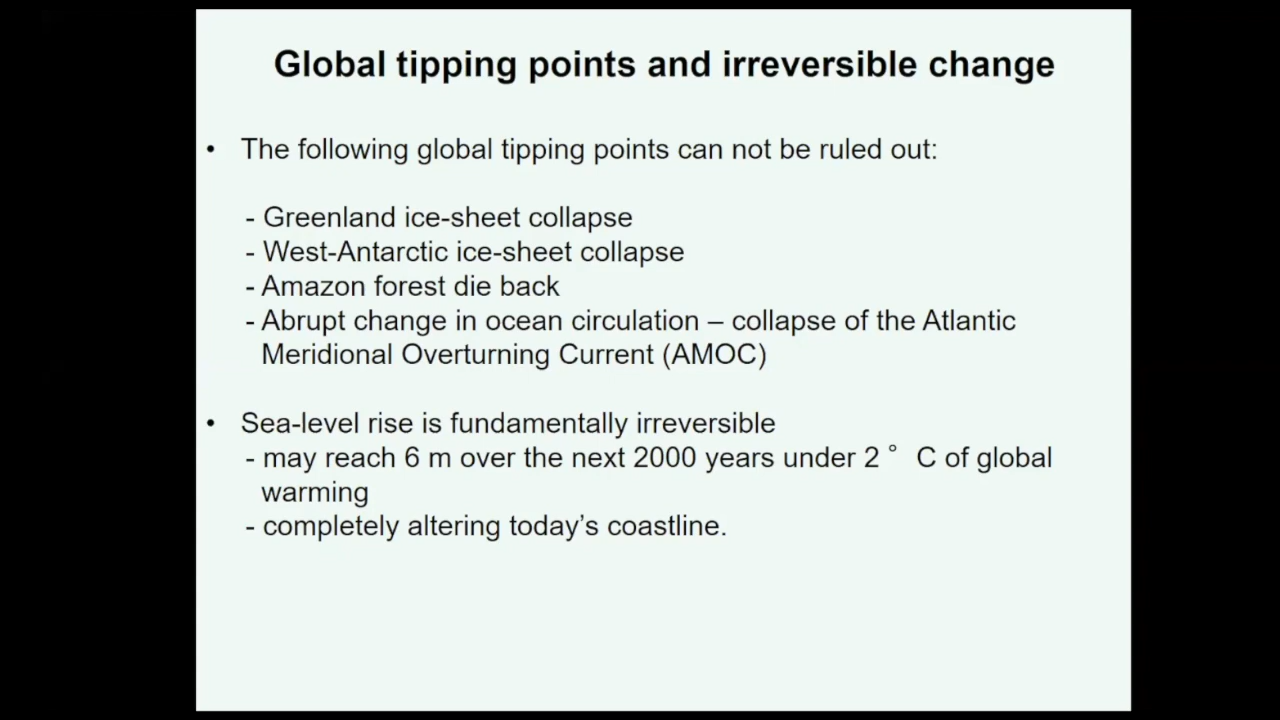 Global tipping points and irreversible change
• The following global tipping points can not be ruled out:
- Greenland ice-sheet collapse
- West-Antarctic ice-sheet collapse
- Amazon forest die back
- Abrupt change in ocean circulation – collapse of the Atlantic
Meridional Overturning Current (AMOC)
• Sea-level rise is fundamentally irreversible
- may reach 6 m over the next 2000 years under 2 ° C of global
warming
- completely altering today’s coastline.